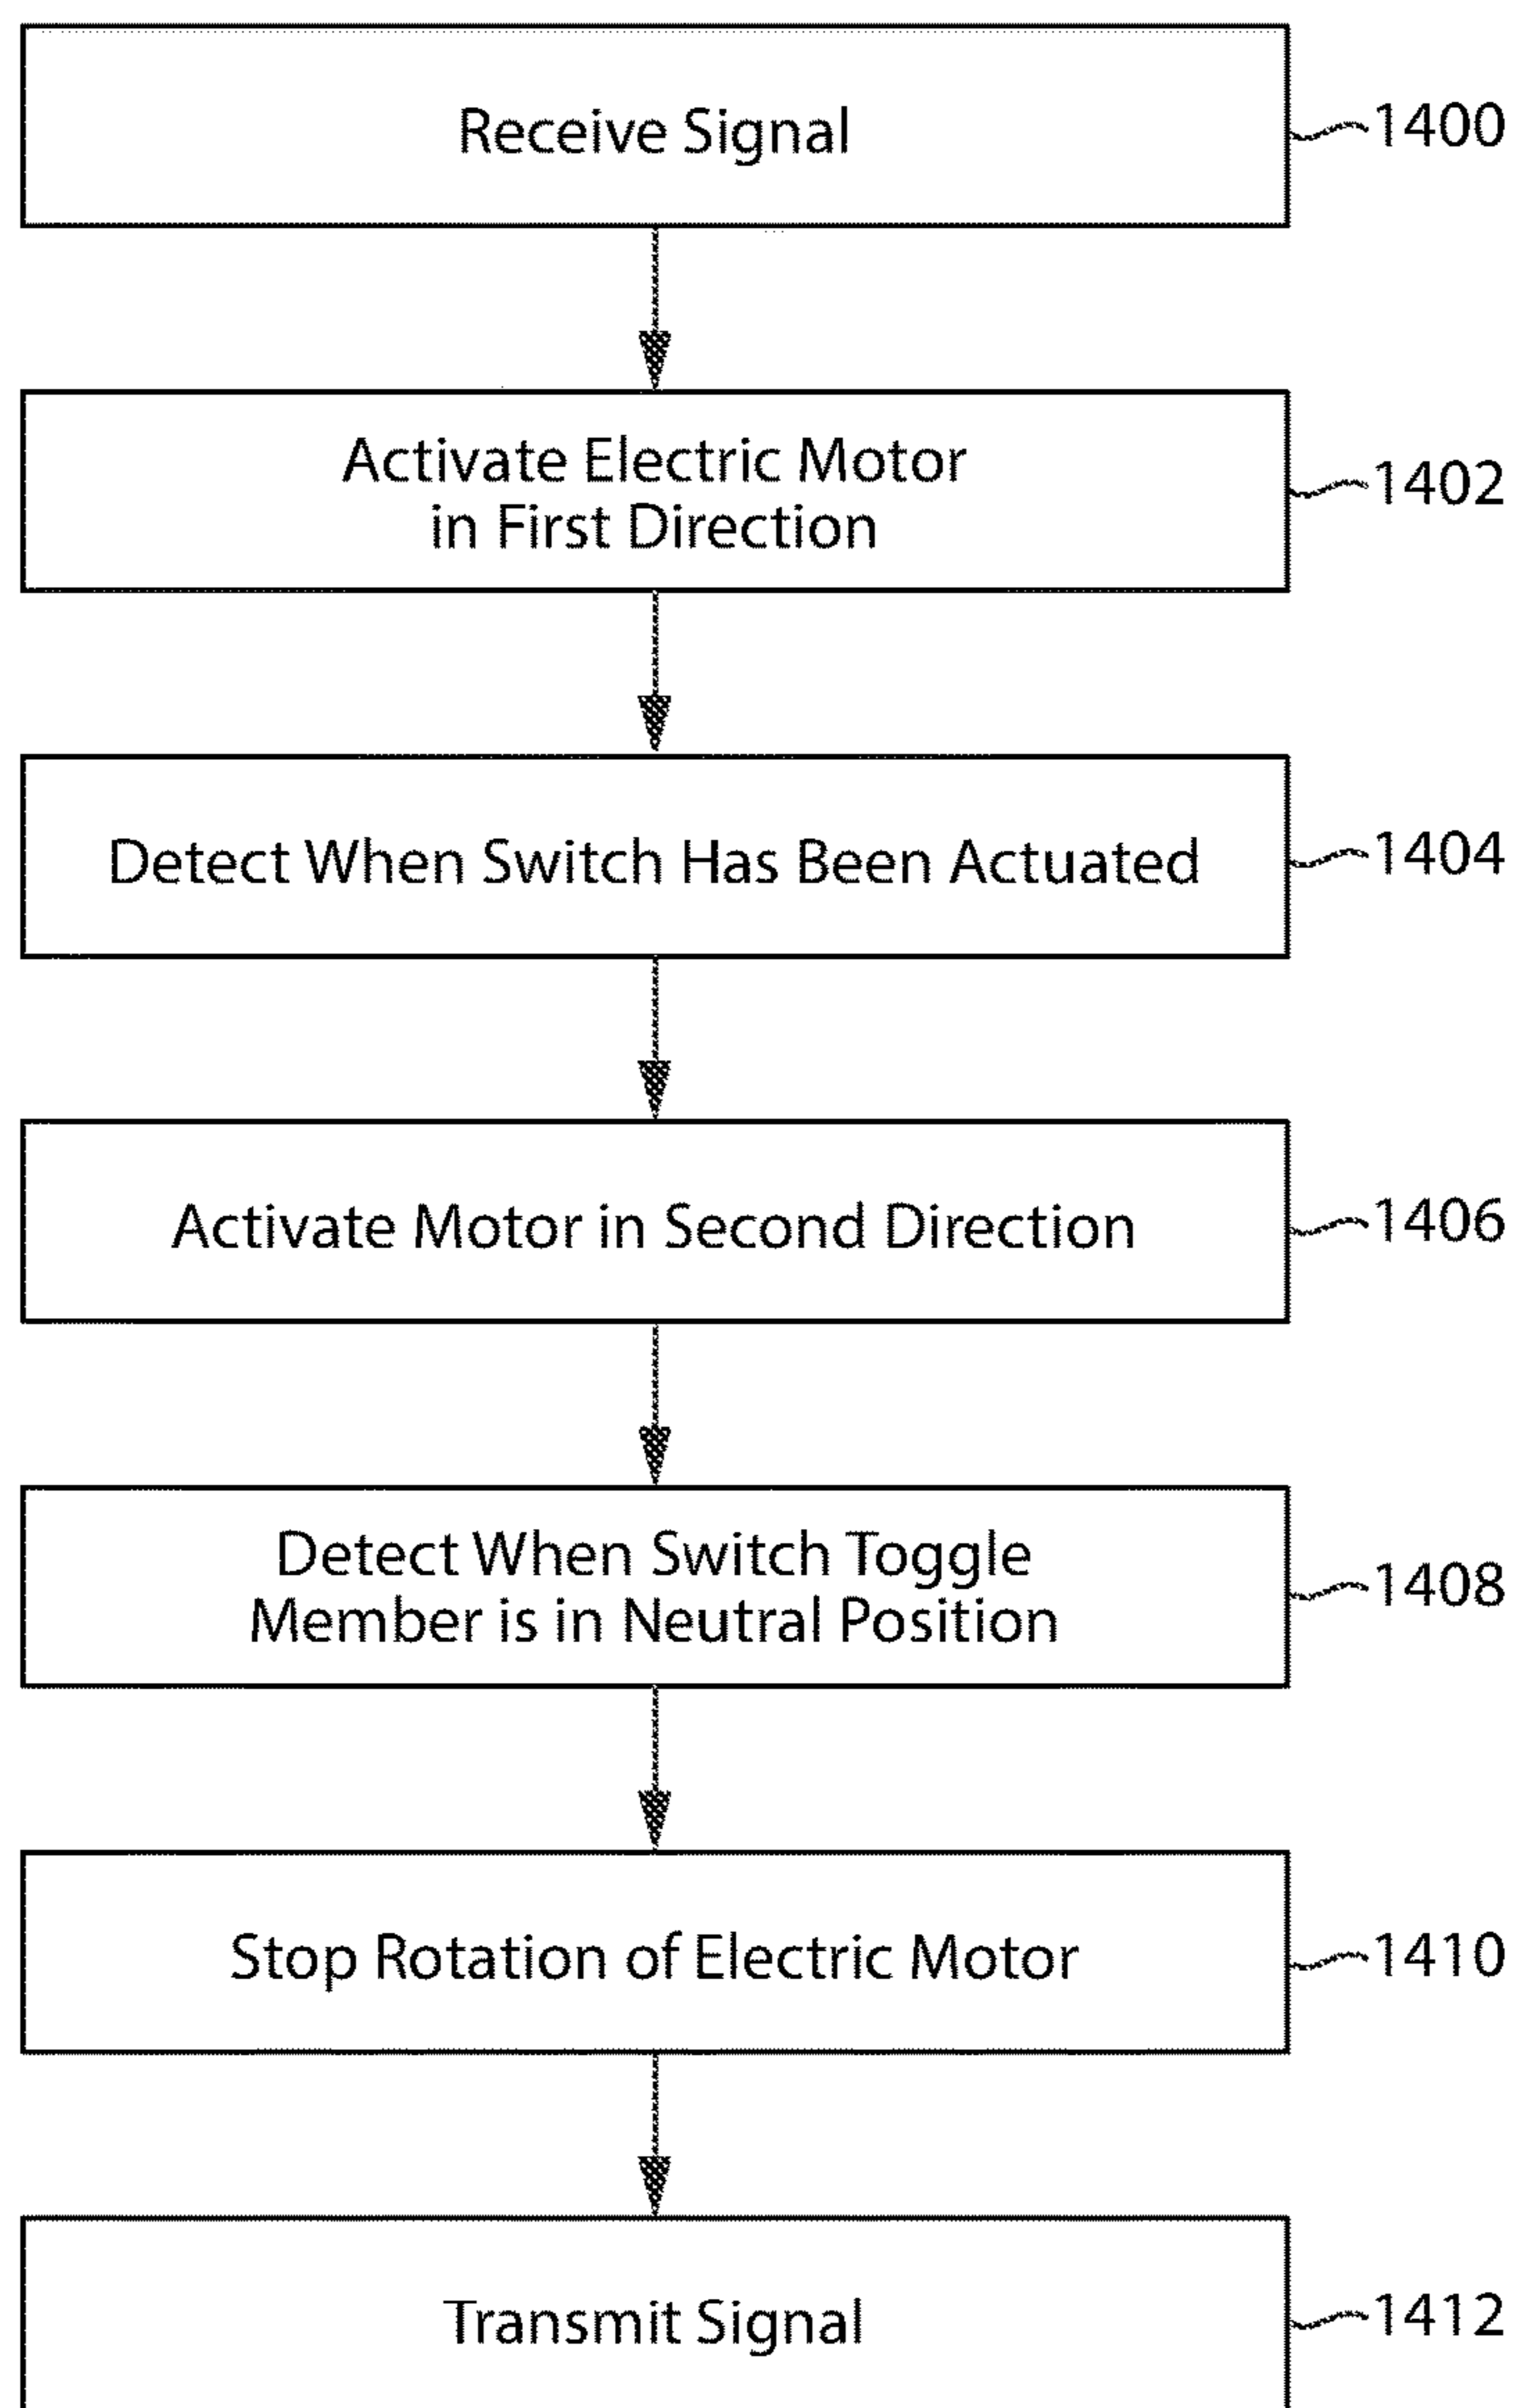 Receive Signal
1400
Activate Electric Motor
in First Direction
1402
Detect When Switch Has Been Actuated
1404
Activate Motor in Second Direction
1406
Detect When Switch Toggle
Member is in Neutral Position
1408
Stop Rotation of Electric Motor
1410
Transmit Signal
1412